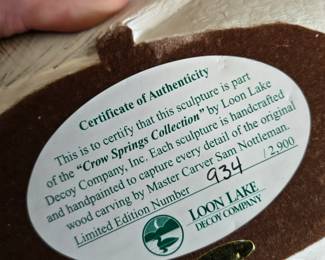 Certificate of Authenticity
This is to certify that this sculpture is part
of the "Crow Springs Collection" by Loon Lake
Decoy Company, Inc. Each sculpture is handcrafted
and handpainted to capture every detail of the original
wood carving by Master Carver Sam Nottleman.
Limited Edition Number 934 / 2,900
LOON LAKE
DECOY COMPANY